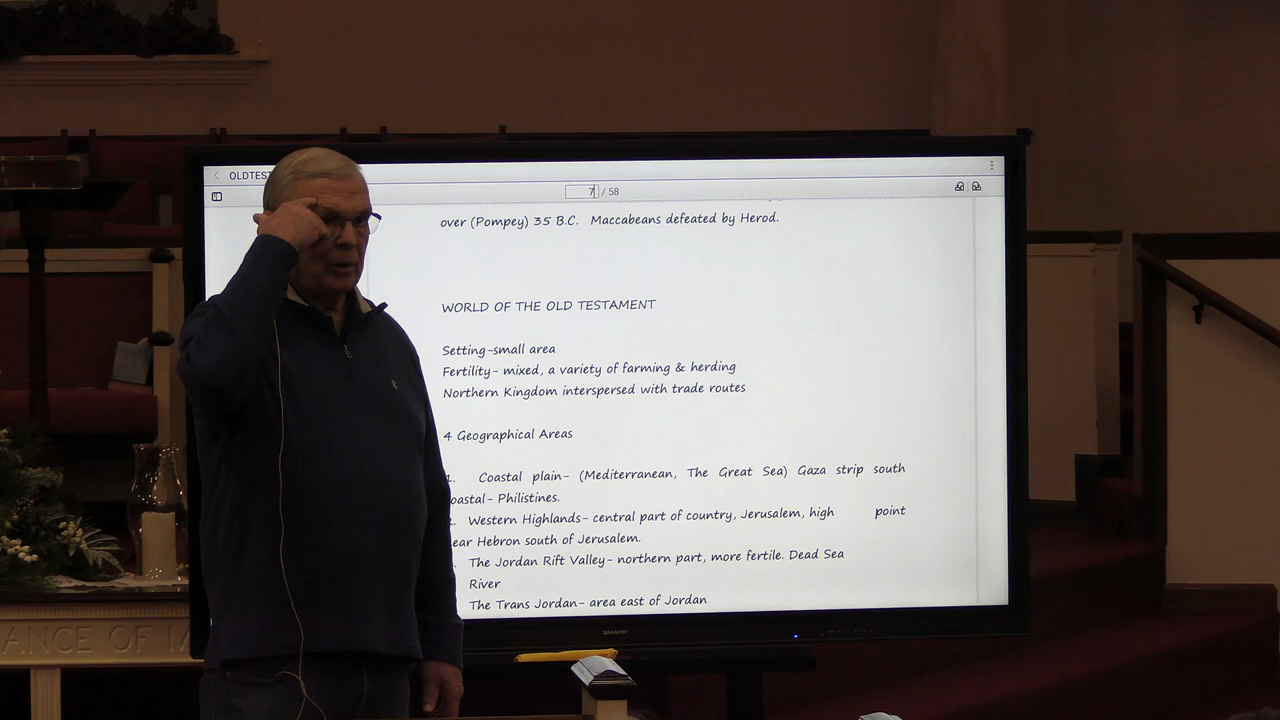 OLDTEST
7 / 58
over (Pompey) 35 B.C. Maccabeans defeated by Herod.
WORLD OF THE OLD TESTAMENT
Setting-small area
Fertility- mixed, a variety of farming & herding
Northern Kingdom interspersed with trade routes
4 Geographical Areas
1. Coastal plain- (Mediterranean, The Great Sea) Gaza strip south
oastal- Philistines.
. Western Highlands- central part of country, Jerusalem, high point
ear Hebron south of Jerusalem.
. The Jordan Rift Valley- northern part, more fertile. Dead Sea
River
The Trans Jordan- area east of Jordan
SHARP
ANCE OF M